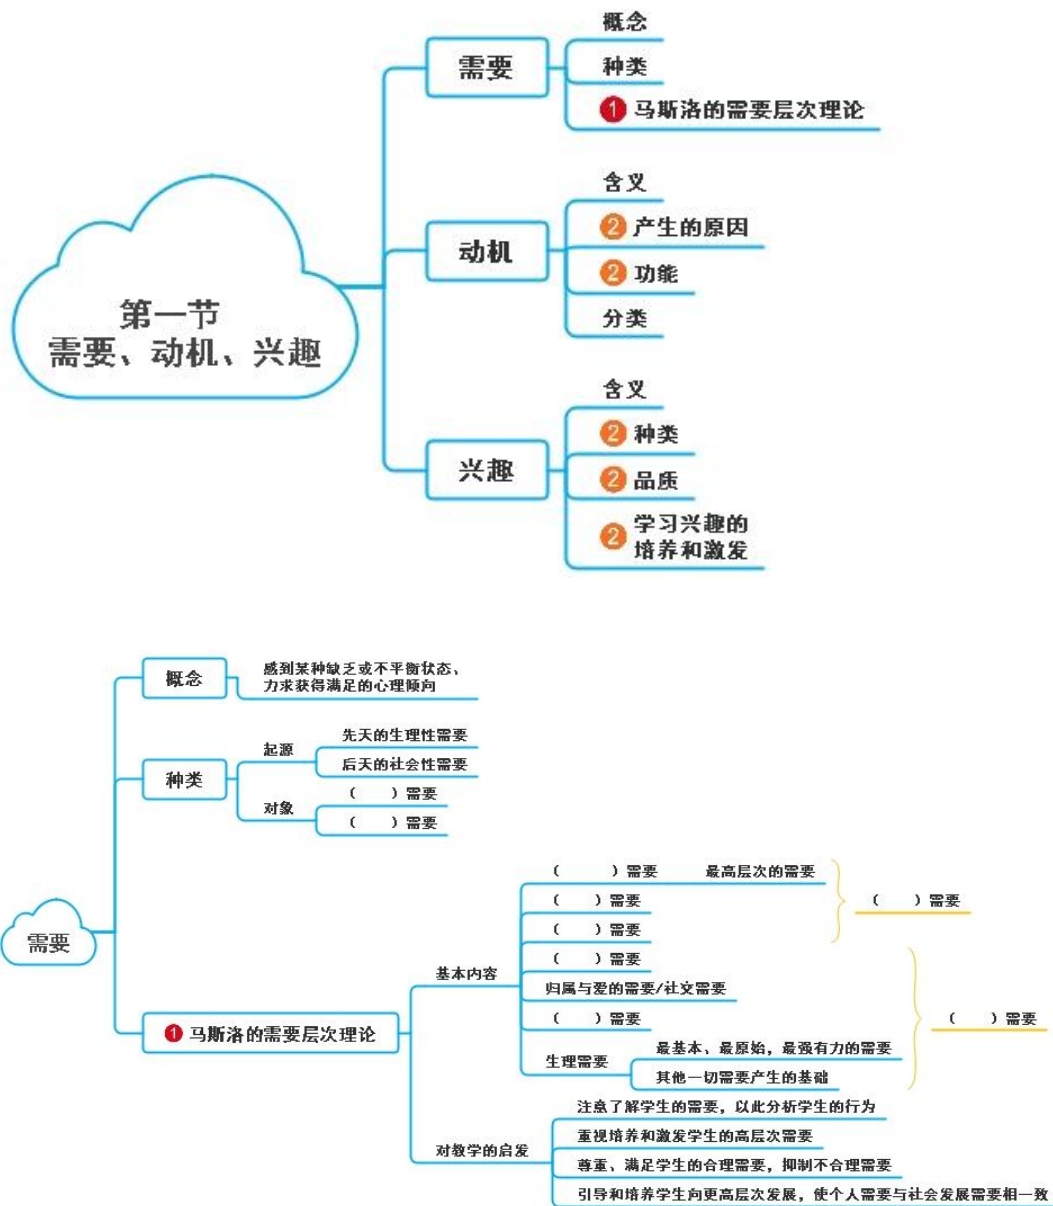 概念
需要
种类
1 马斯洛的需要层次理论
含义
2 产生的原因
动机
2 功能
分类
第一节
需要、动机、兴趣
含义
2 种类
兴趣
2 品质
2 学习兴趣的
培养和激发
概念
感到某种缺乏或不平衡状态、
力求获得满足的心理倾向
种类
起源
先天的生理性需要
后天的社会性需要
对象
（ ）需要
（ ）需要
需要
1 马斯洛的需要层次理论
基本内容
（ ）需要 最高层次的需要
（ ）需要
（ ）需要
（ ）需要
（ ）需要
归属与爱的需要/社交需要
（ ）需要
（ ）需要
生理需要
最基本、最原始，最强有力的需要
其他一切需要产生的基础
对教学的启发
注意了解学生的需要，以此分析学生的行为
重视培养和激发学生的高层次需要
尊重、满足学生的合理需要，抑制不合理需要
引导和培养学生向更高层次发展，使个人需要与社会发展需要相一致